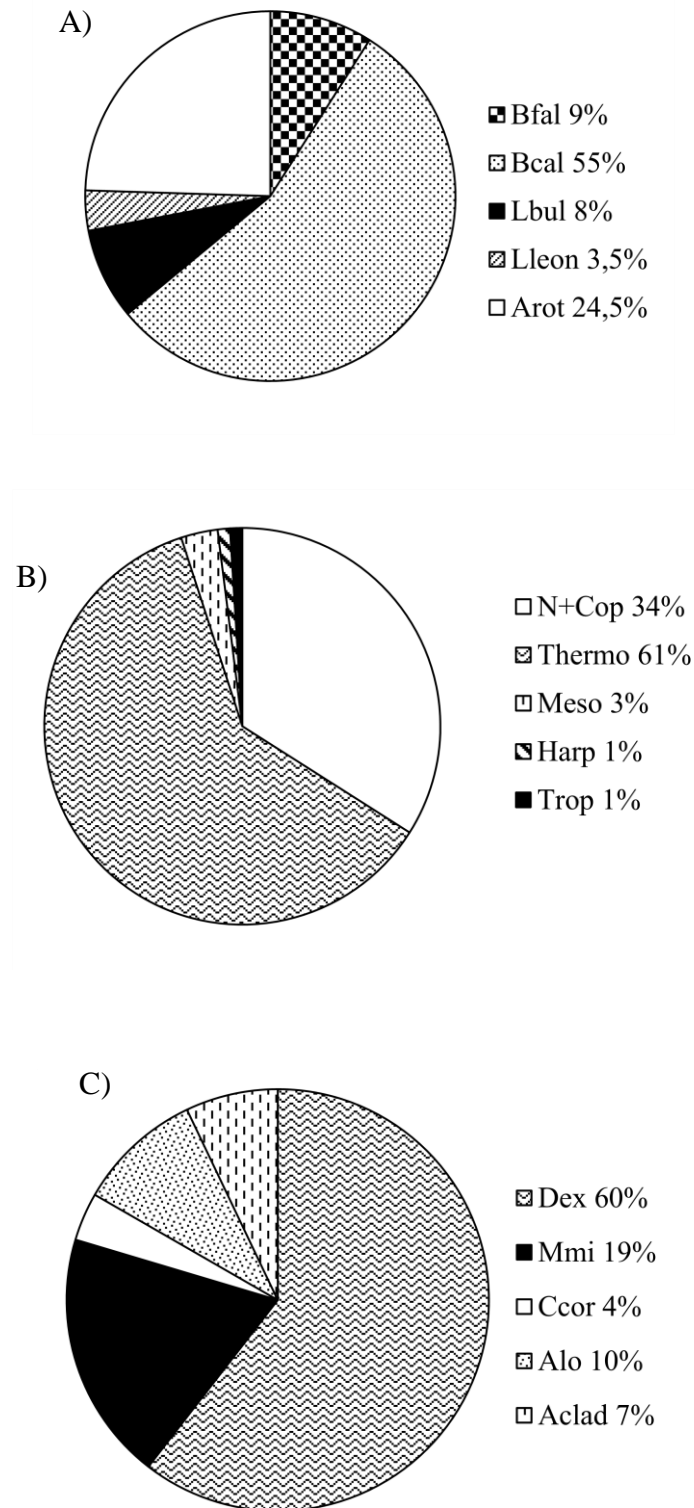 A)
Bfal 9%
Bcal 55%
Lbul 8%
Lleon 3,5%
Arot 24,5%
B)
N+Cop 34%
Thermo 61%
Meso 3%
Harp 1%
Trop 1%
C)
Dex 60%
Mmi 19%
Ccor 4%
Alo 10%
Aclad 7%